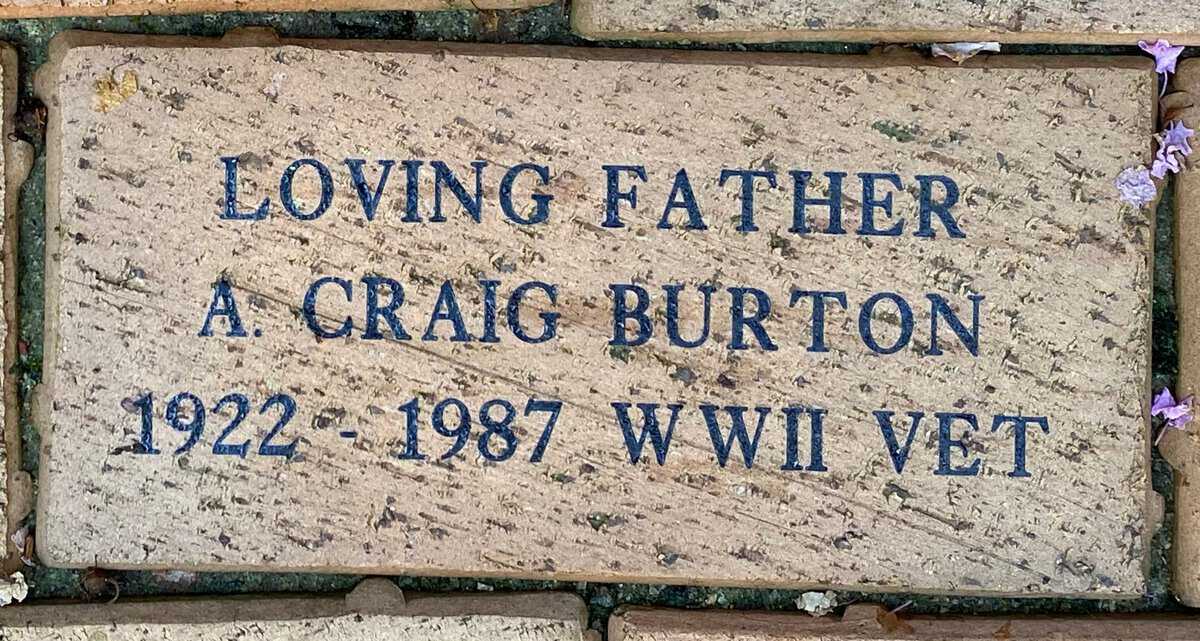 LOVING FATHER
A. CRAIG BURTON
1922 - 1987 WWII VET